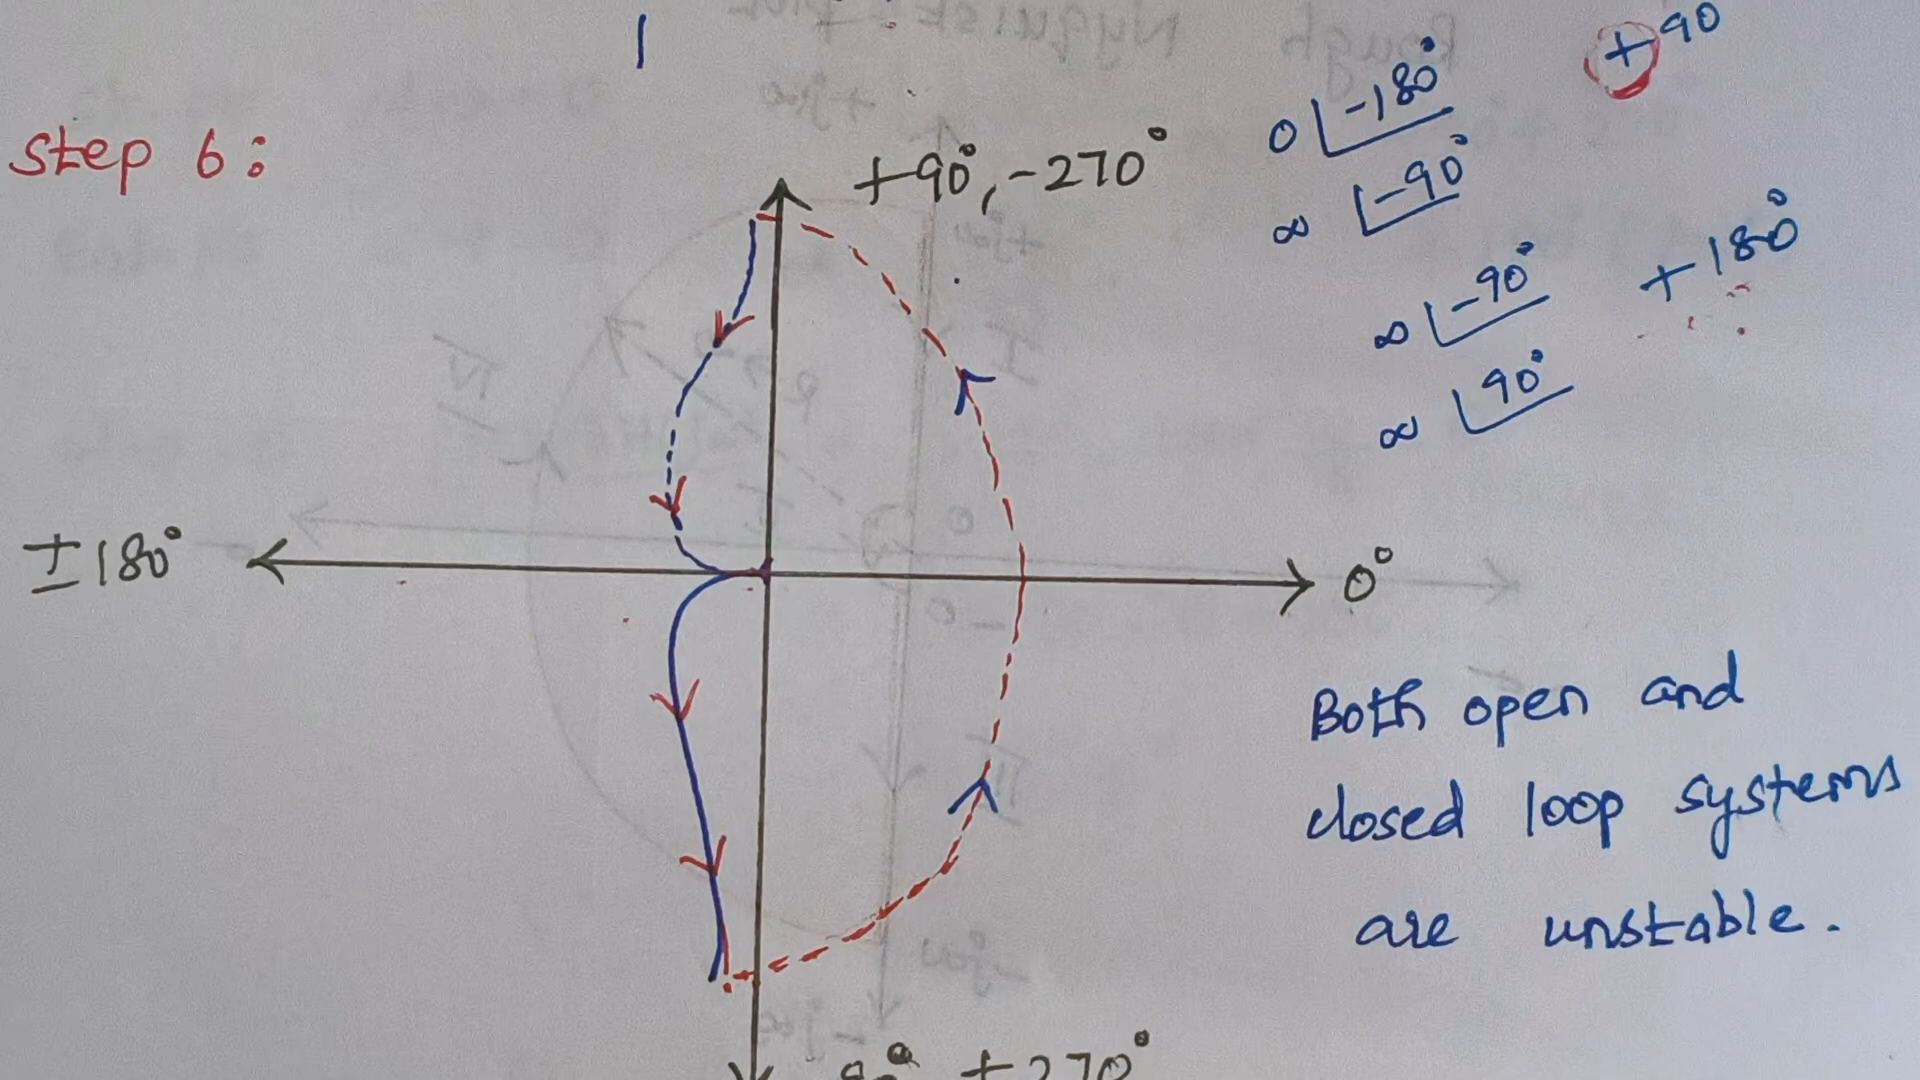 +90
0 ∟-180°
∞ ∟-90°
∞ ∟-90° +180°
∞ ∟90°
Step 6:
+90°, -270°
±180°
0°
Both open and
closed loop systems
are unstable.
+270°